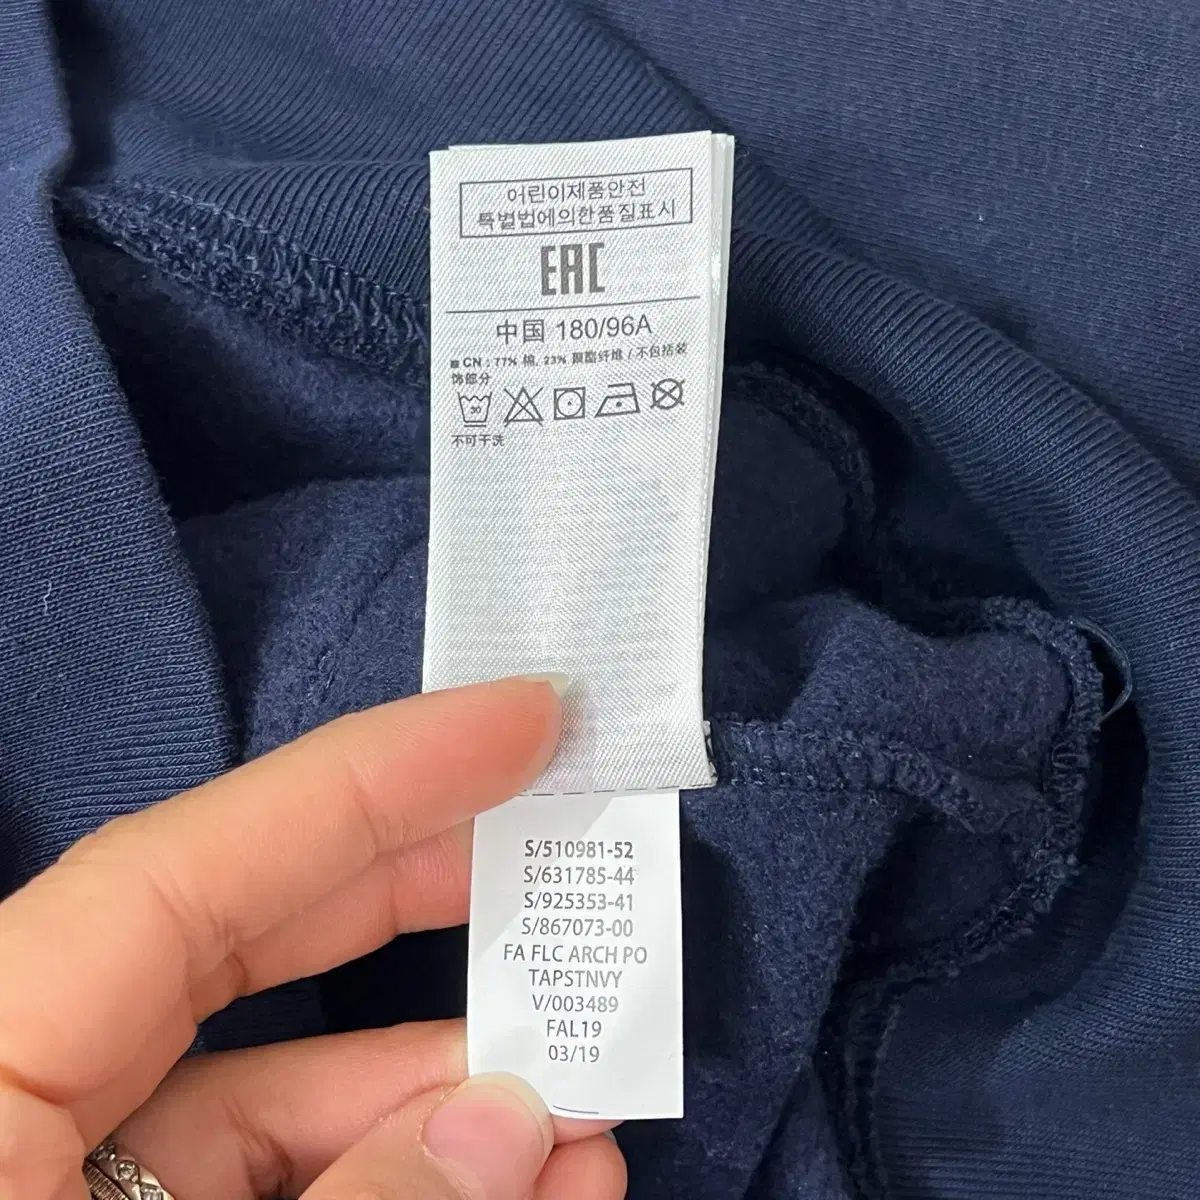 어린이제품안전
특별법에의한품질표시
EAC
中国 180/96A
■ CN : 77% 棉, 23% 聚酯纤维 / 不包括装
饰部分
30
不可干洗
S/510981-52
S/631785-44
S/925353-41
S/867073-00
FA FLC ARCH PO
TAPSTNVY
V/003489
FAL19
03/19